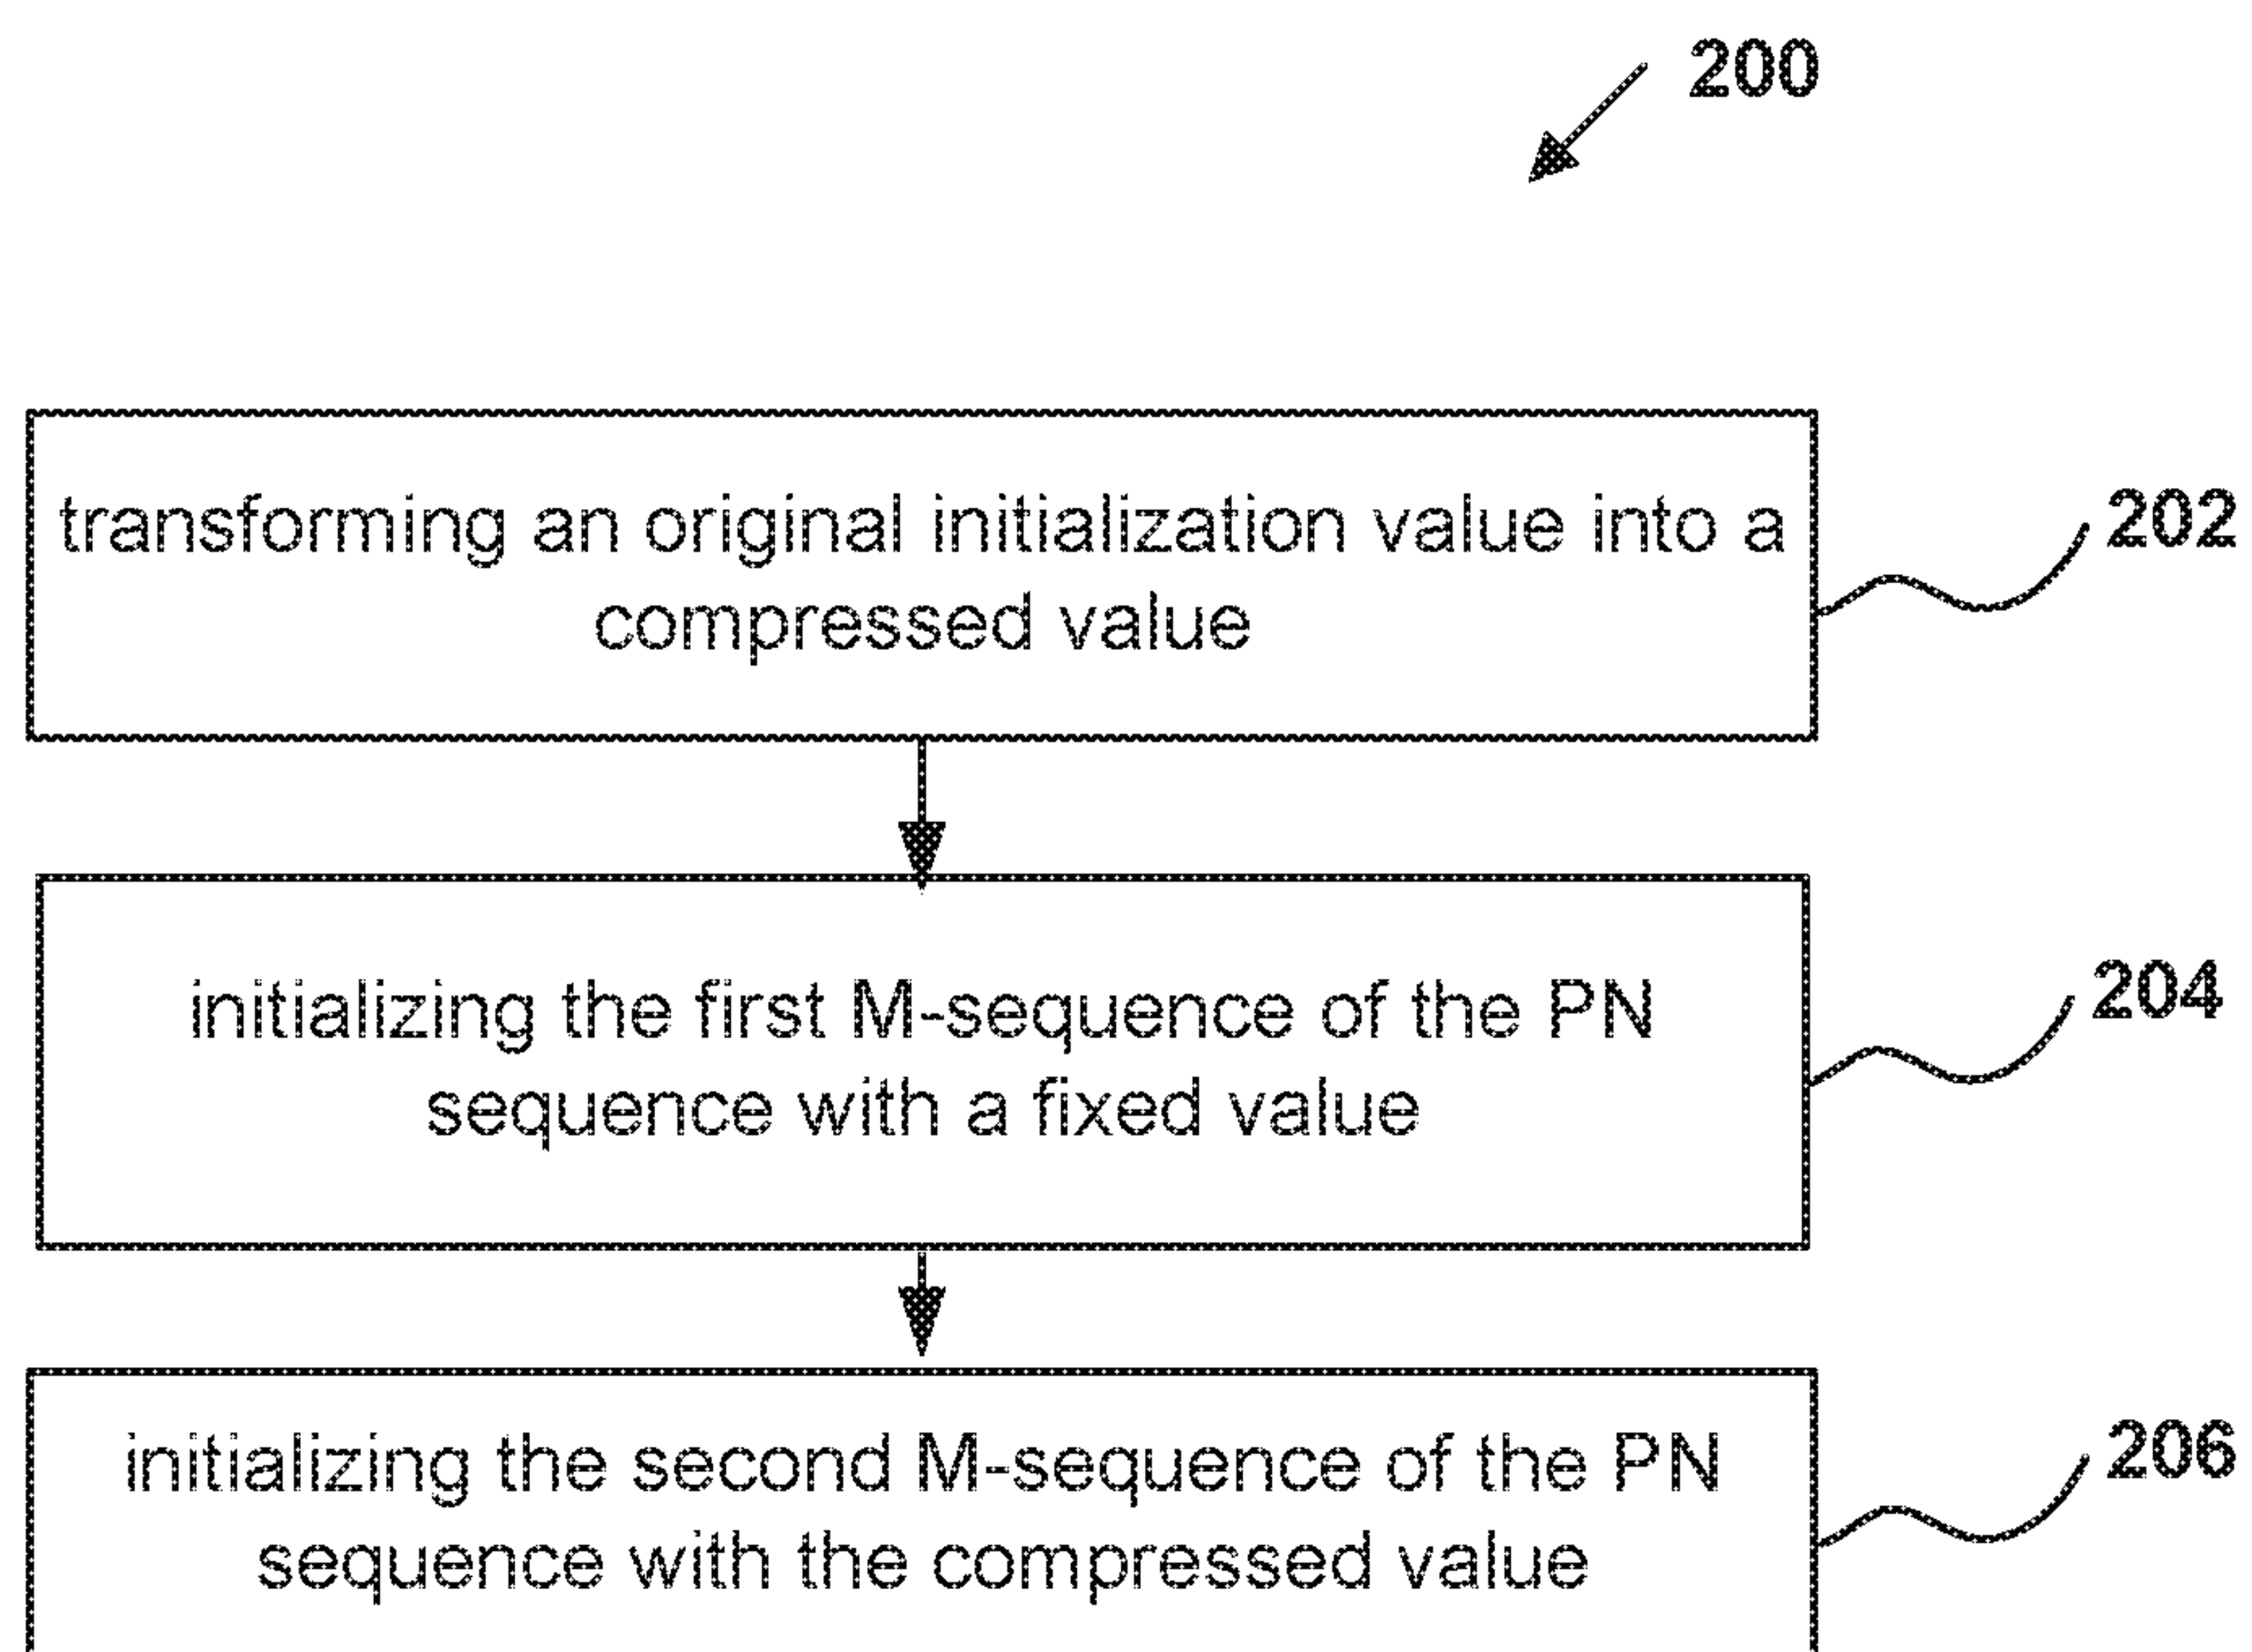 200
transforming an original initialization value into a
compressed value
202
initializing the first M-sequence of the PN
sequence with a fixed value
204
initializing the second M-sequence of the PN
sequence with the compressed value
206